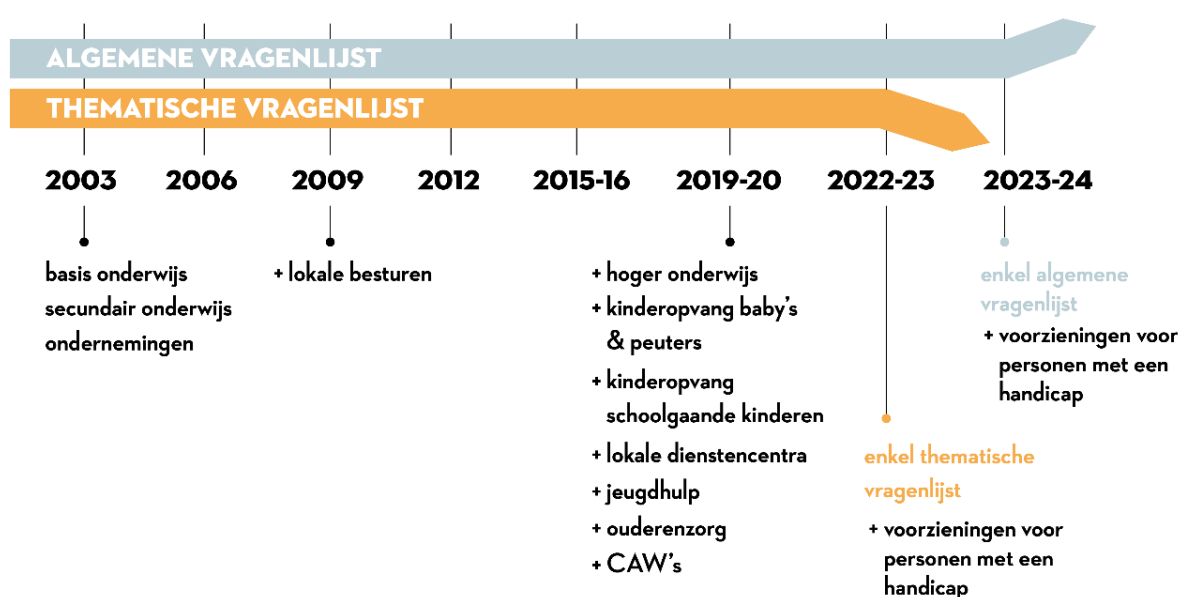 ALGEMENE VRAGENLIJST
THEMATISCHE VRAGENLIJST
2003 2006 2009 2012 2015-16 2019-20 2022-23 2023-24
basis onderwijs
secundair onderwijs
ondernemingen
+ lokale besturen
+ hoger onderwijs
+ kinderopvang baby's
& peuters
+ kinderopvang
schoolgaande kinderen
+ lokale dienstencentra
+ jeugdhulp
+ ouderenzorg
+ CAW's
enkel thematische
vragenlijst
+ voorzieningen voor
personen met een
handicap
enkel algemene
vragenlijst
+ voorzieningen voor
personen met een
handicap